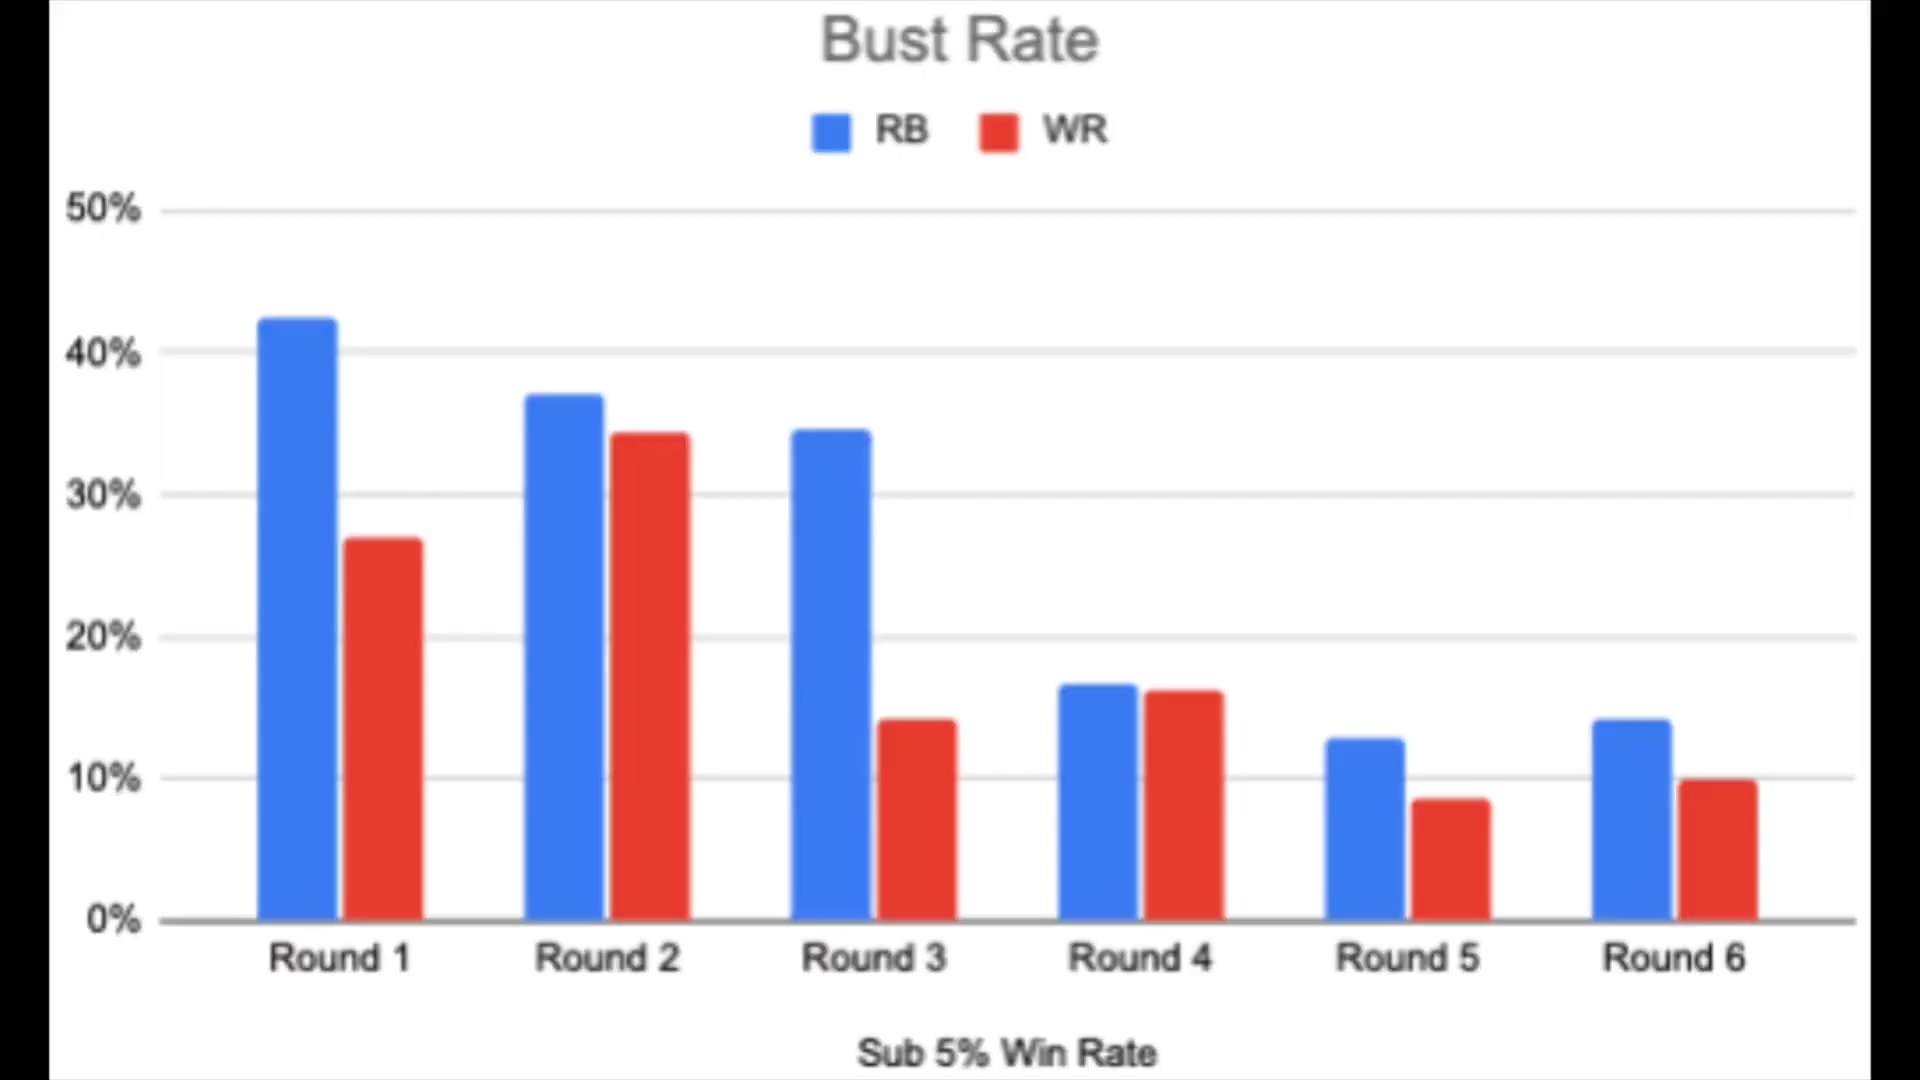 Bust Rate
RB WR
50%
40%
30%
20%
10%
0%
Round 1 Round 2 Round 3 Round 4 Round 5 Round 6
Sub 5% Win Rate